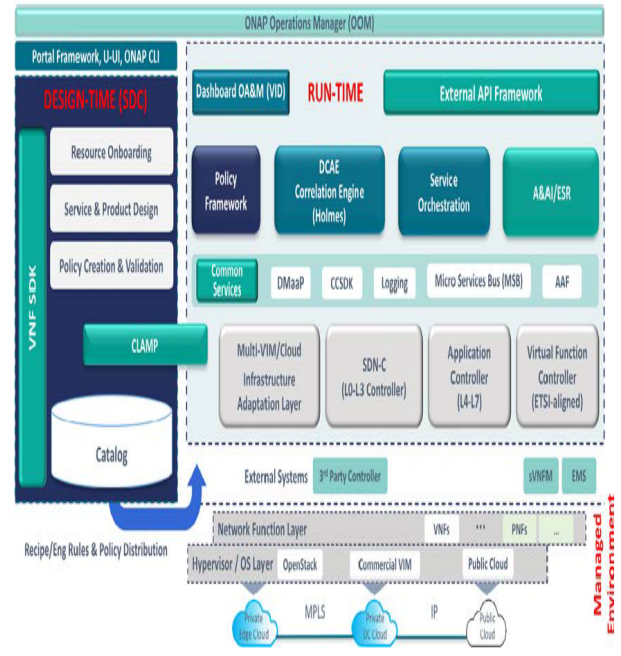 ONAP Operations Manager (OOM)
Portal Framework, U-UI, ONAP CLI
DESIGN-TIME (SDC)
VNF SDK
Resource Onboarding
Service & Product Design
Policy Creation & Validation
CLAMP
Catalog
Recipe/Eng Rules & Policy Distribution
Dashboard OA&M (VID)
RUN-TIME
External API Framework
Policy
Framework
DCAE
Correlation Engine
(Holmes)
Service
Orchestration
A&AI/ESR
Common
Services
DMaaP
CCSDK
Logging
Micro Services Bus (MSB)
AAF
Multi-VIM/Cloud
Infrastructure
Adaptation Layer
SDN-C
(L0-L3 Controller)
Application
Controller
(L4-L7)
Virtual Function
Controller
(ETSI-aligned)
External Systems
3rd Party Controller
sVNFM
EMS
Network Function Layer
VNFs
•••
PNFs
...
Hypervisor / OS Layer
OpenStack
Commercial VIM
Public Cloud
Private
Edge Cloud
MPLS
Private
DC Cloud
IP
Public
Cloud
Managed
Environment